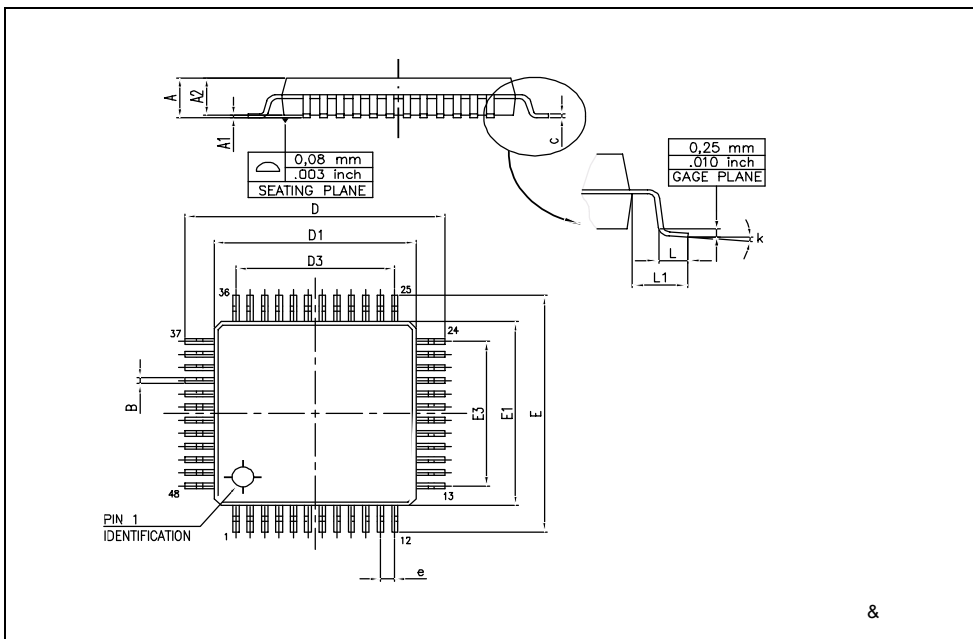 A
A2
A1
c
0,08 mm
.003 inch
SEATING PLANE
0,25 mm
.010 inch
GAGE PLANE
k
L
L1
D
D1
D3
36
25
37
24
B
E3
E1
E
48
13
PIN 1
IDENTIFICATION
1
12
e
&